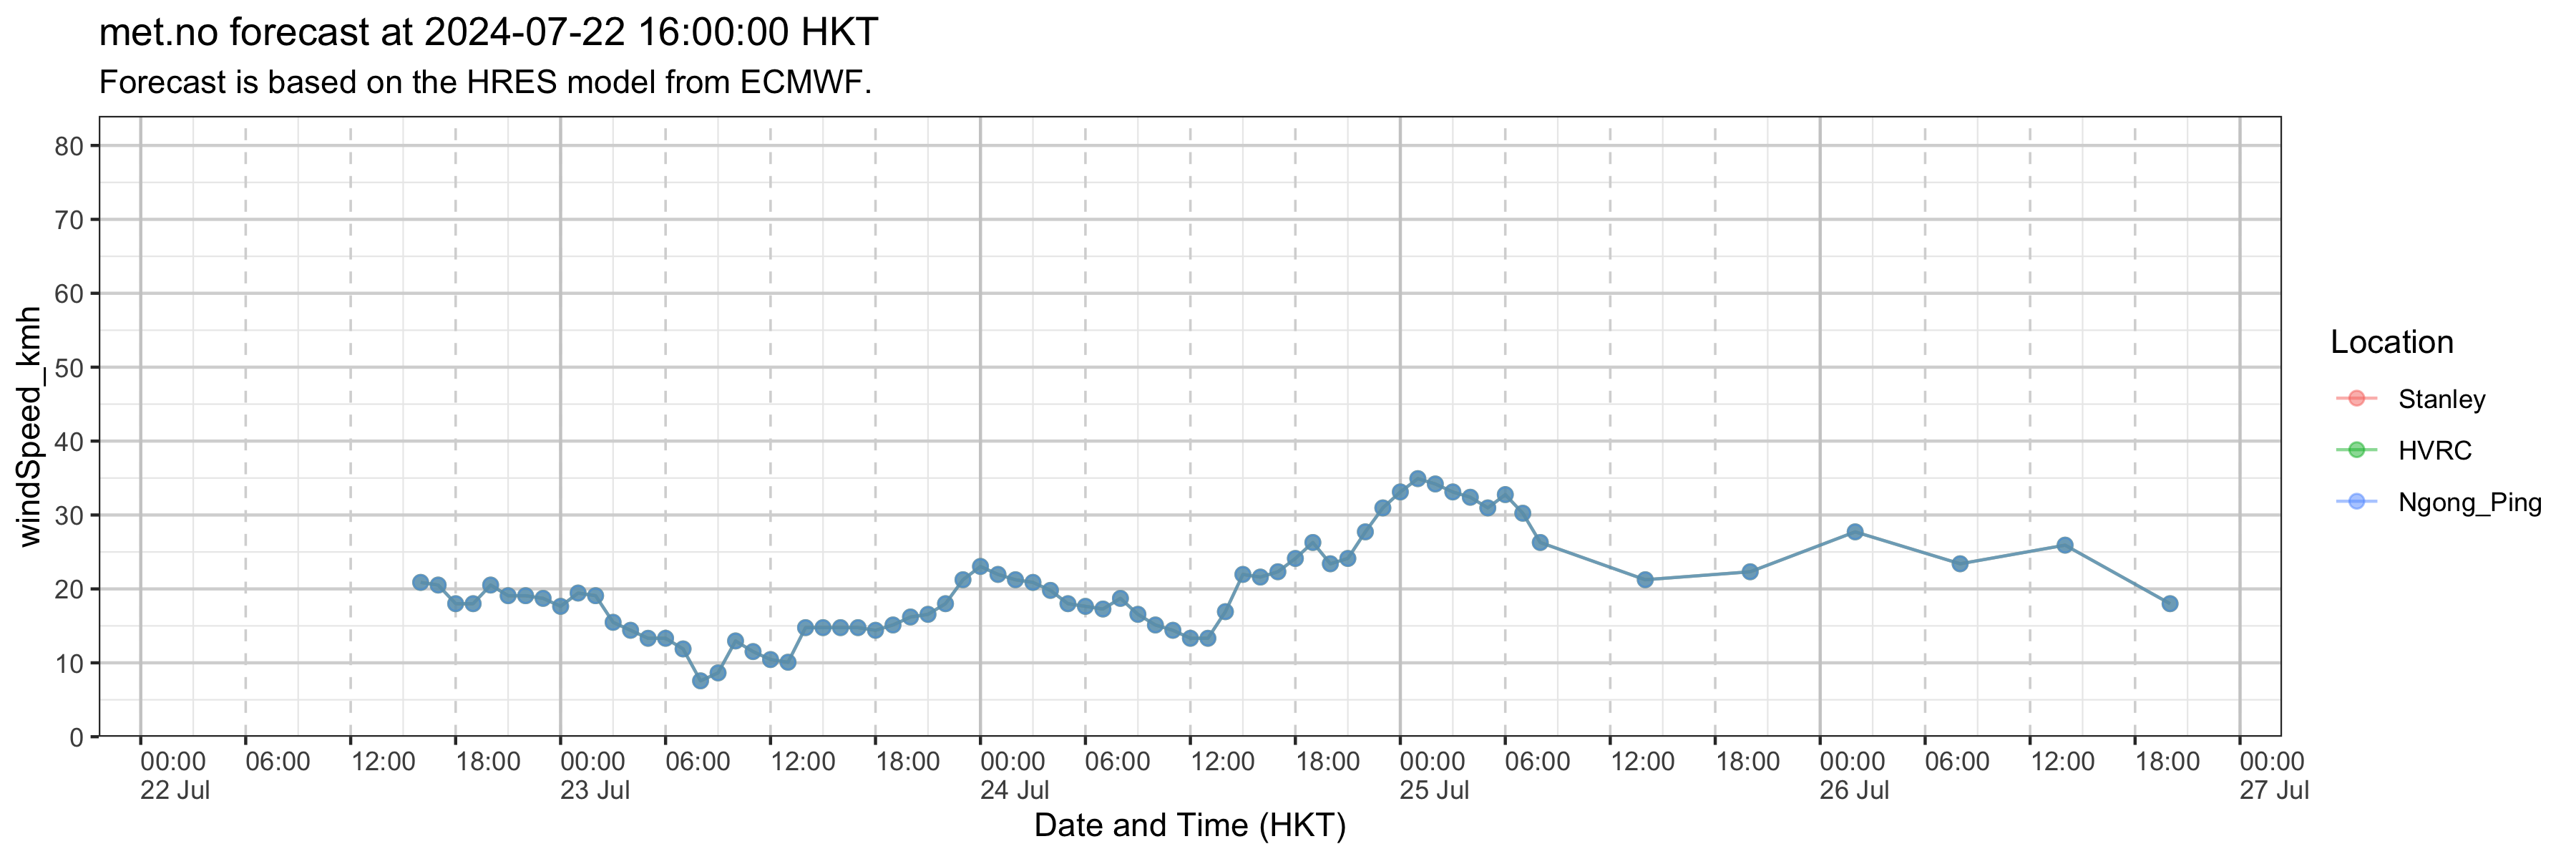 met.no forecast at 2024-07-22 16:00:00 HKT
Forecast is based on the HRES model from ECMWF.
windSpeed_kmh
80
70
60
50
40
30
20
10
0
00:00 06:00 12:00 18:00 00:00 06:00 12:00 18:00 00:00 06:00 12:00 18:00 00:00 06:00 12:00 18:00 00:00 06:00 12:00 18:00 00:00
22 Jul 23 Jul 24 Jul 25 Jul 26 Jul 27 Jul
Date and Time (HKT)
Location
Stanley
HVRC
Ngong_Ping